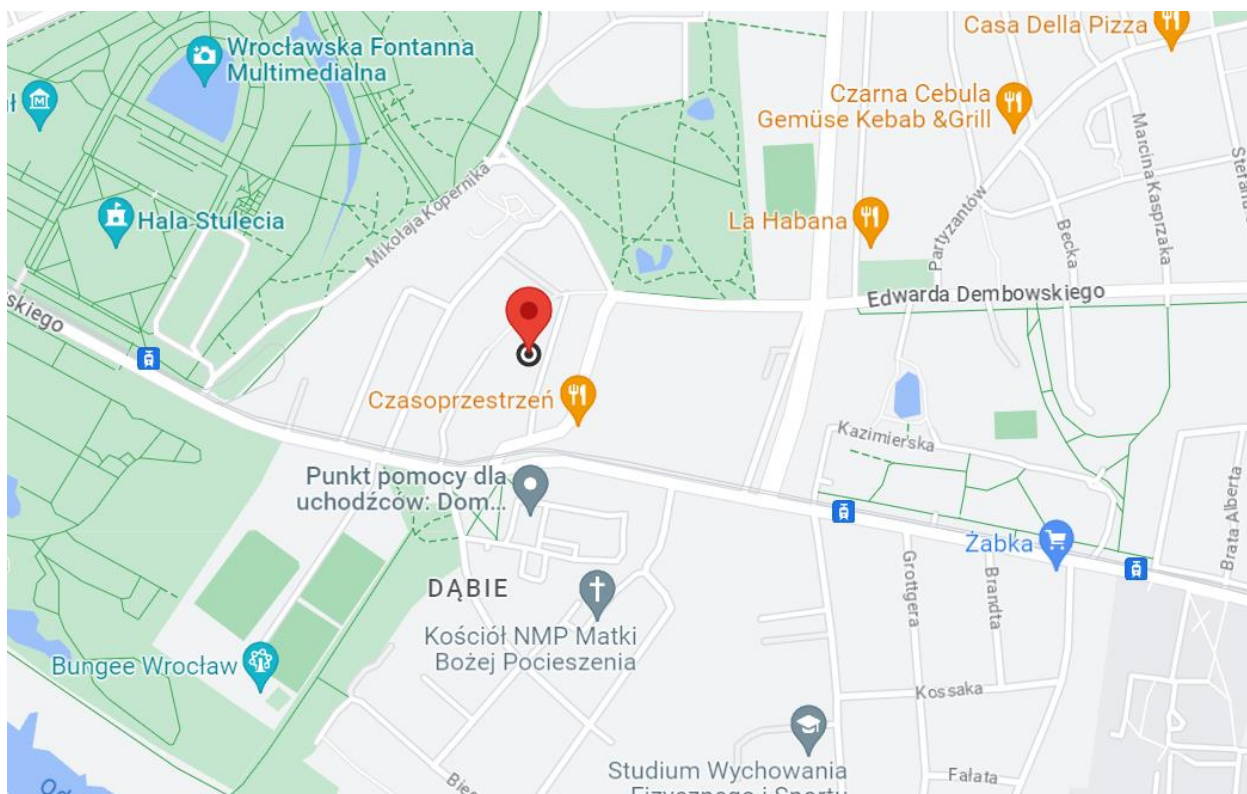 Casa Della Pizza
Wrocławska Fontanna
Multimedialna
Czarna Cebula
Gemüse Kebab &Grill
Marcina Kasprzaka
Mikołaja Kopernika
Hala Stulecia
La Habana
Partyzantów
Becka
Edwarda Dembowskiego
skiego
Czasoprzestrzeń
Kazimierska
Punkt pomocy dla
uchodźców: Dom...
Brata Alberta
Żabka
Grottgera
Brandta
DĄBIE
Kościół NMP Matki
Bożej Pocieszenia
Bungee Wrocław
Kossaka
Studium Wychowania
Fizycznego i Sportu
Fałata